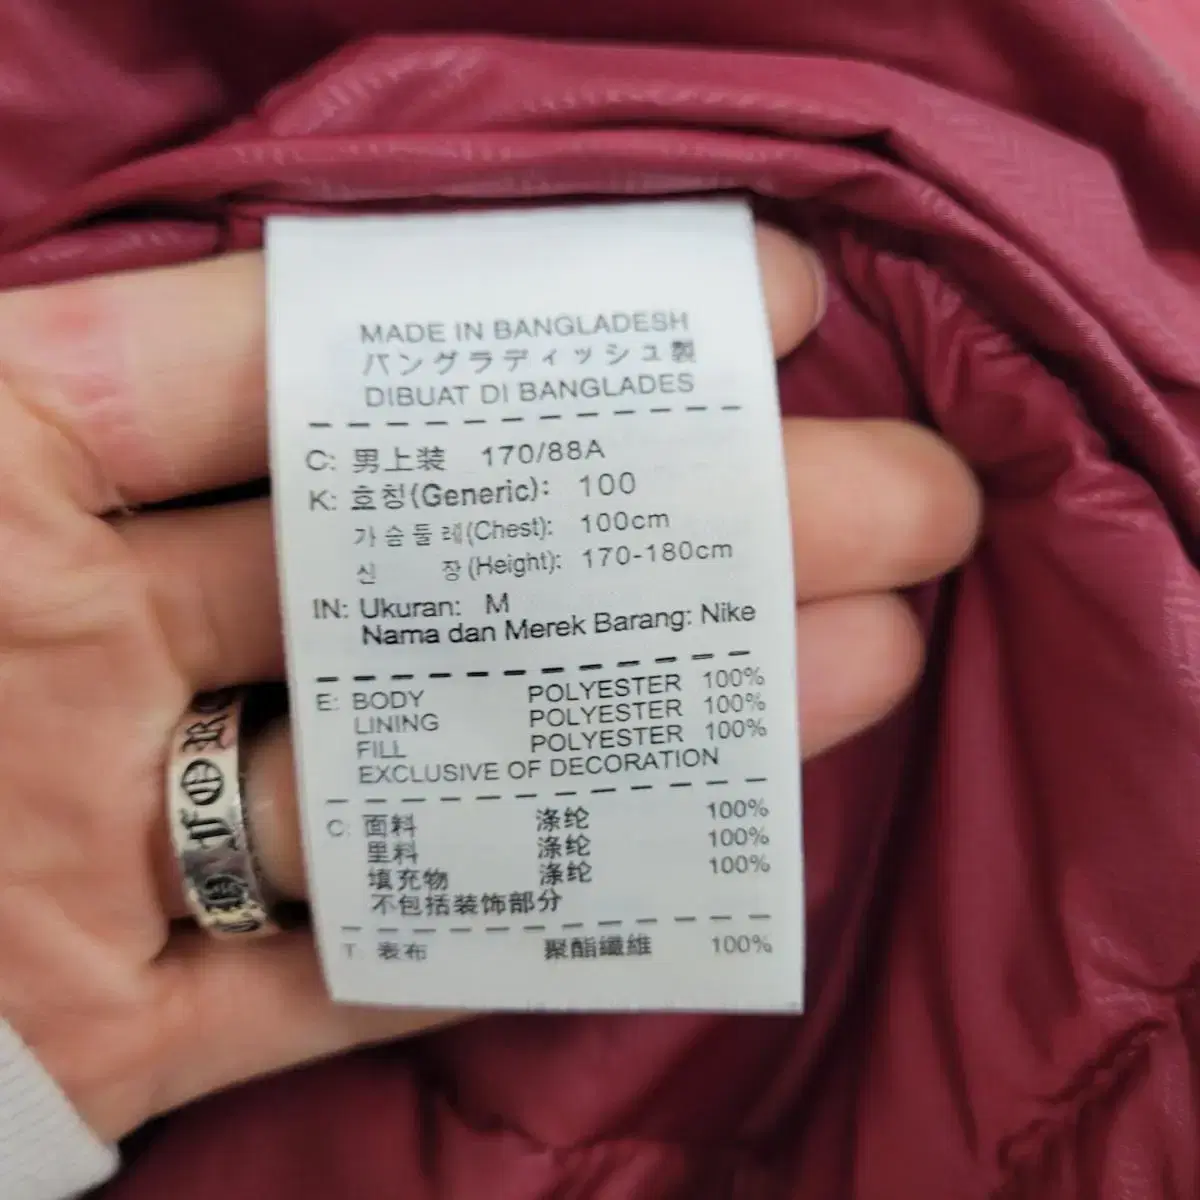 MADE IN BANGLADESH
バングラディッシュ製
DIBUAT DI BANGLADES
C: 男上装 170/88A
K: 호칭(Generic): 100
가슴둘레(Chest): 100cm
신 장(Height): 170-180cm
IN: Ukuran: M
Nama dan Merek Barang: Nike
E: BODY POLYESTER 100%
LINING POLYESTER 100%
FILL POLYESTER 100%
EXCLUSIVE OF DECORATION
C: 面料 涤纶 100%
里料 涤纶 100%
填充物 涤纶 100%
不包括装饰部分
T: 表布 聚酯纖維 100%